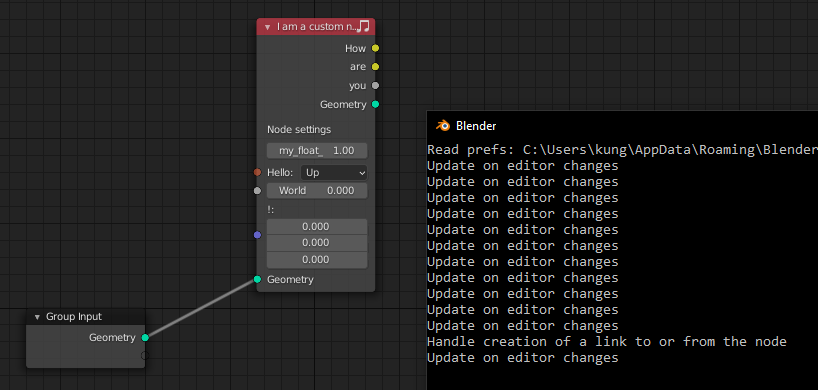 I am a custom n..
How
are
you
Geometry
Node settings
my_float_ 1.00
Hello: Up
World 0.000
!:
0.000
0.000
0.000
Geometry
Group Input
Geometry
Blender
Read prefs: C:\Users\kung\AppData\Roaming\Blender
Update on editor changes
Update on editor changes
Update on editor changes
Update on editor changes
Update on editor changes
Update on editor changes
Update on editor changes
Update on editor changes
Update on editor changes
Update on editor changes
Update on editor changes
Handle creation of a link to or from the node
Update on editor changes